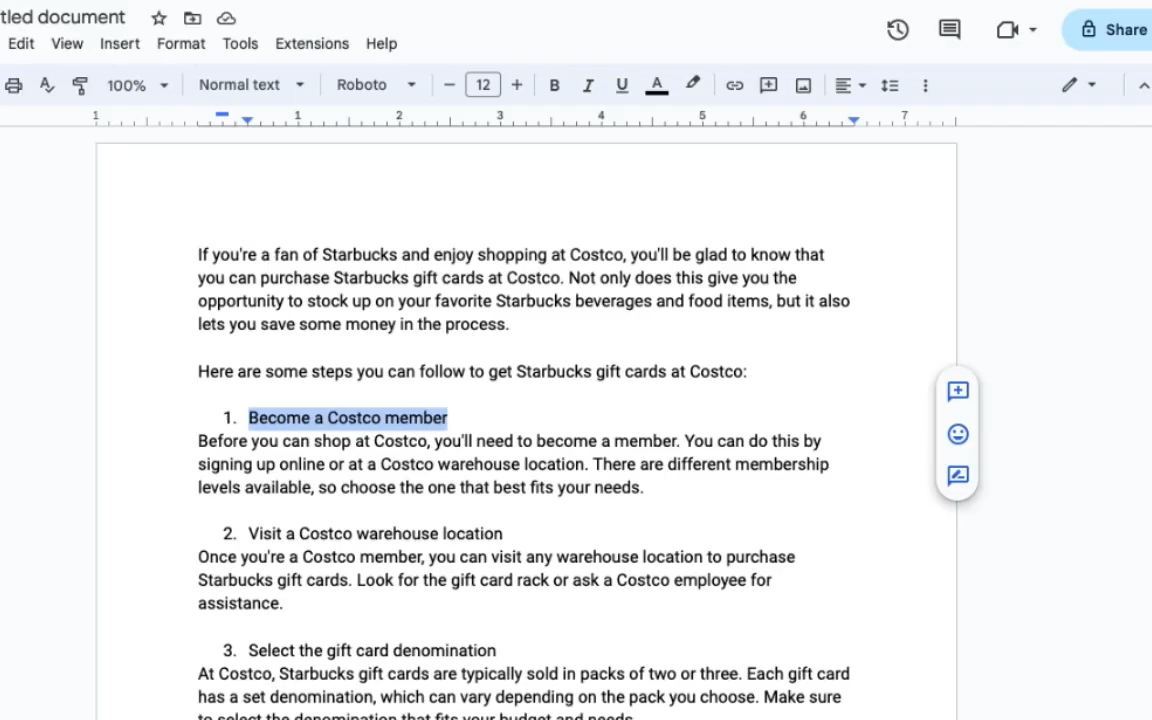 tled document
Edit View Insert Format Tools Extensions Help
Share
100% Normal text Roboto 12 B I U A
1 1 2 3 4 5 6 7
If you're a fan of Starbucks and enjoy shopping at Costco, you'll be glad to know that
you can purchase Starbucks gift cards at Costco. Not only does this give you the
opportunity to stock up on your favorite Starbucks beverages and food items, but it also
lets you save some money in the process.
Here are some steps you can follow to get Starbucks gift cards at Costco:
1. Become a Costco member
Before you can shop at Costco, you'll need to become a member. You can do this by
signing up online or at a Costco warehouse location. There are different membership
levels available, so choose the one that best fits your needs.
2. Visit a Costco warehouse location
Once you're a Costco member, you can visit any warehouse location to purchase
Starbucks gift cards. Look for the gift card rack or ask a Costco employee for
assistance.
3. Select the gift card denomination
At Costco, Starbucks gift cards are typically sold in packs of two or three. Each gift card
has a set denomination, which can vary depending on the pack you choose. Make sure
to select the denomination that fits your budget and needs.